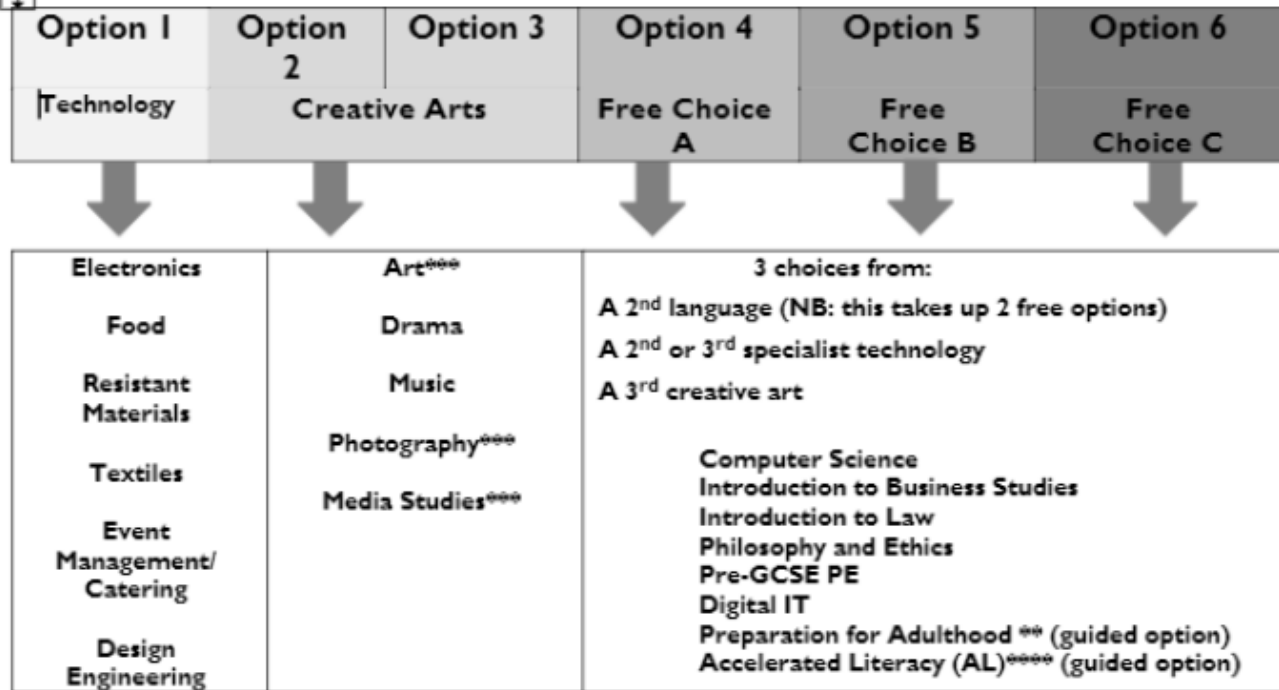 Option 1 Option 2 Option 3 Option 4 Option 5 Option 6
Technology Creative Arts Free Choice A Free Choice B Free Choice C
Electronics
Food
Resistant
Materials
Textiles
Event
Management/
Catering
Design
Engineering
Art***
Drama
Music
Photography***
Media Studies***
3 choices from:
A 2nd language (NB: this takes up 2 free options)
A 2nd or 3rd specialist technology
A 3rd creative art
Computer Science
Introduction to Business Studies
Introduction to Law
Philosophy and Ethics
Pre-GCSE PE
Digital IT
Preparation for Adulthood ** (guided option)
Accelerated Literacy (AL)**** (guided option)